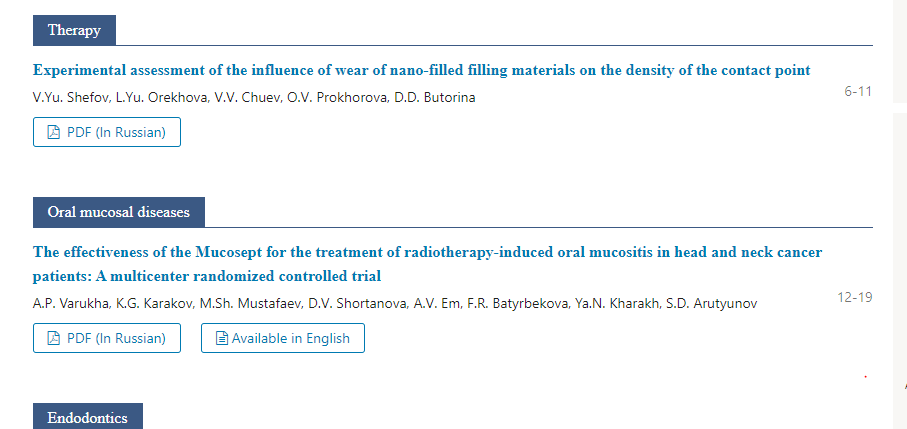 Therapy
Experimental assessment of the influence of wear of nano-filled filling materials on the density of the contact point
V.Yu. Shefov, L.Yu. Orekhova, V.V. Chuev, O.V. Prokhorova, D.D. Butorina
6-11
PDF (In Russian)
Oral mucosal diseases
The effectiveness of the Mucosept for the treatment of radiotherapy-induced oral mucositis in head and neck cancer
patients: A multicenter randomized controlled trial
A.P. Varukha, K.G. Karakov, M.Sh. Mustafaev, D.V. Shortanova, A.V. Em, F.R. Batyrbekova, Ya.N. Kharakh, S.D. Arutyunov
12-19
PDF (In Russian)
Available in English
Endodontics